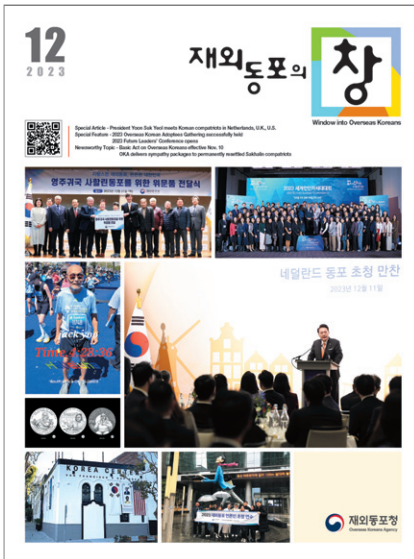 12
2023
재외동포의
창
Window into Overseas Koreans
Special Article - President Yoon Suk Yeol meets Korean compatriots in Netherlands, U.K., U.S.
Special Feature - 2023 Overseas Korean Adoptees Gathering successfully held
2023 Future Leaders' Conference opens
Newsworthy Topic - Basic Act on Overseas Koreans effective Nov. 10
OKA delivers sympathy packages to permanently resettled Sakhalin compatriots
영주귀국 사할린동포를 위한 위문품 전달식
네덜란드 동포 초청 만찬
2023년 12월 11일
Time 4:28:36
KOREA CENTER
재외동포청
Overseas Koreans Agency